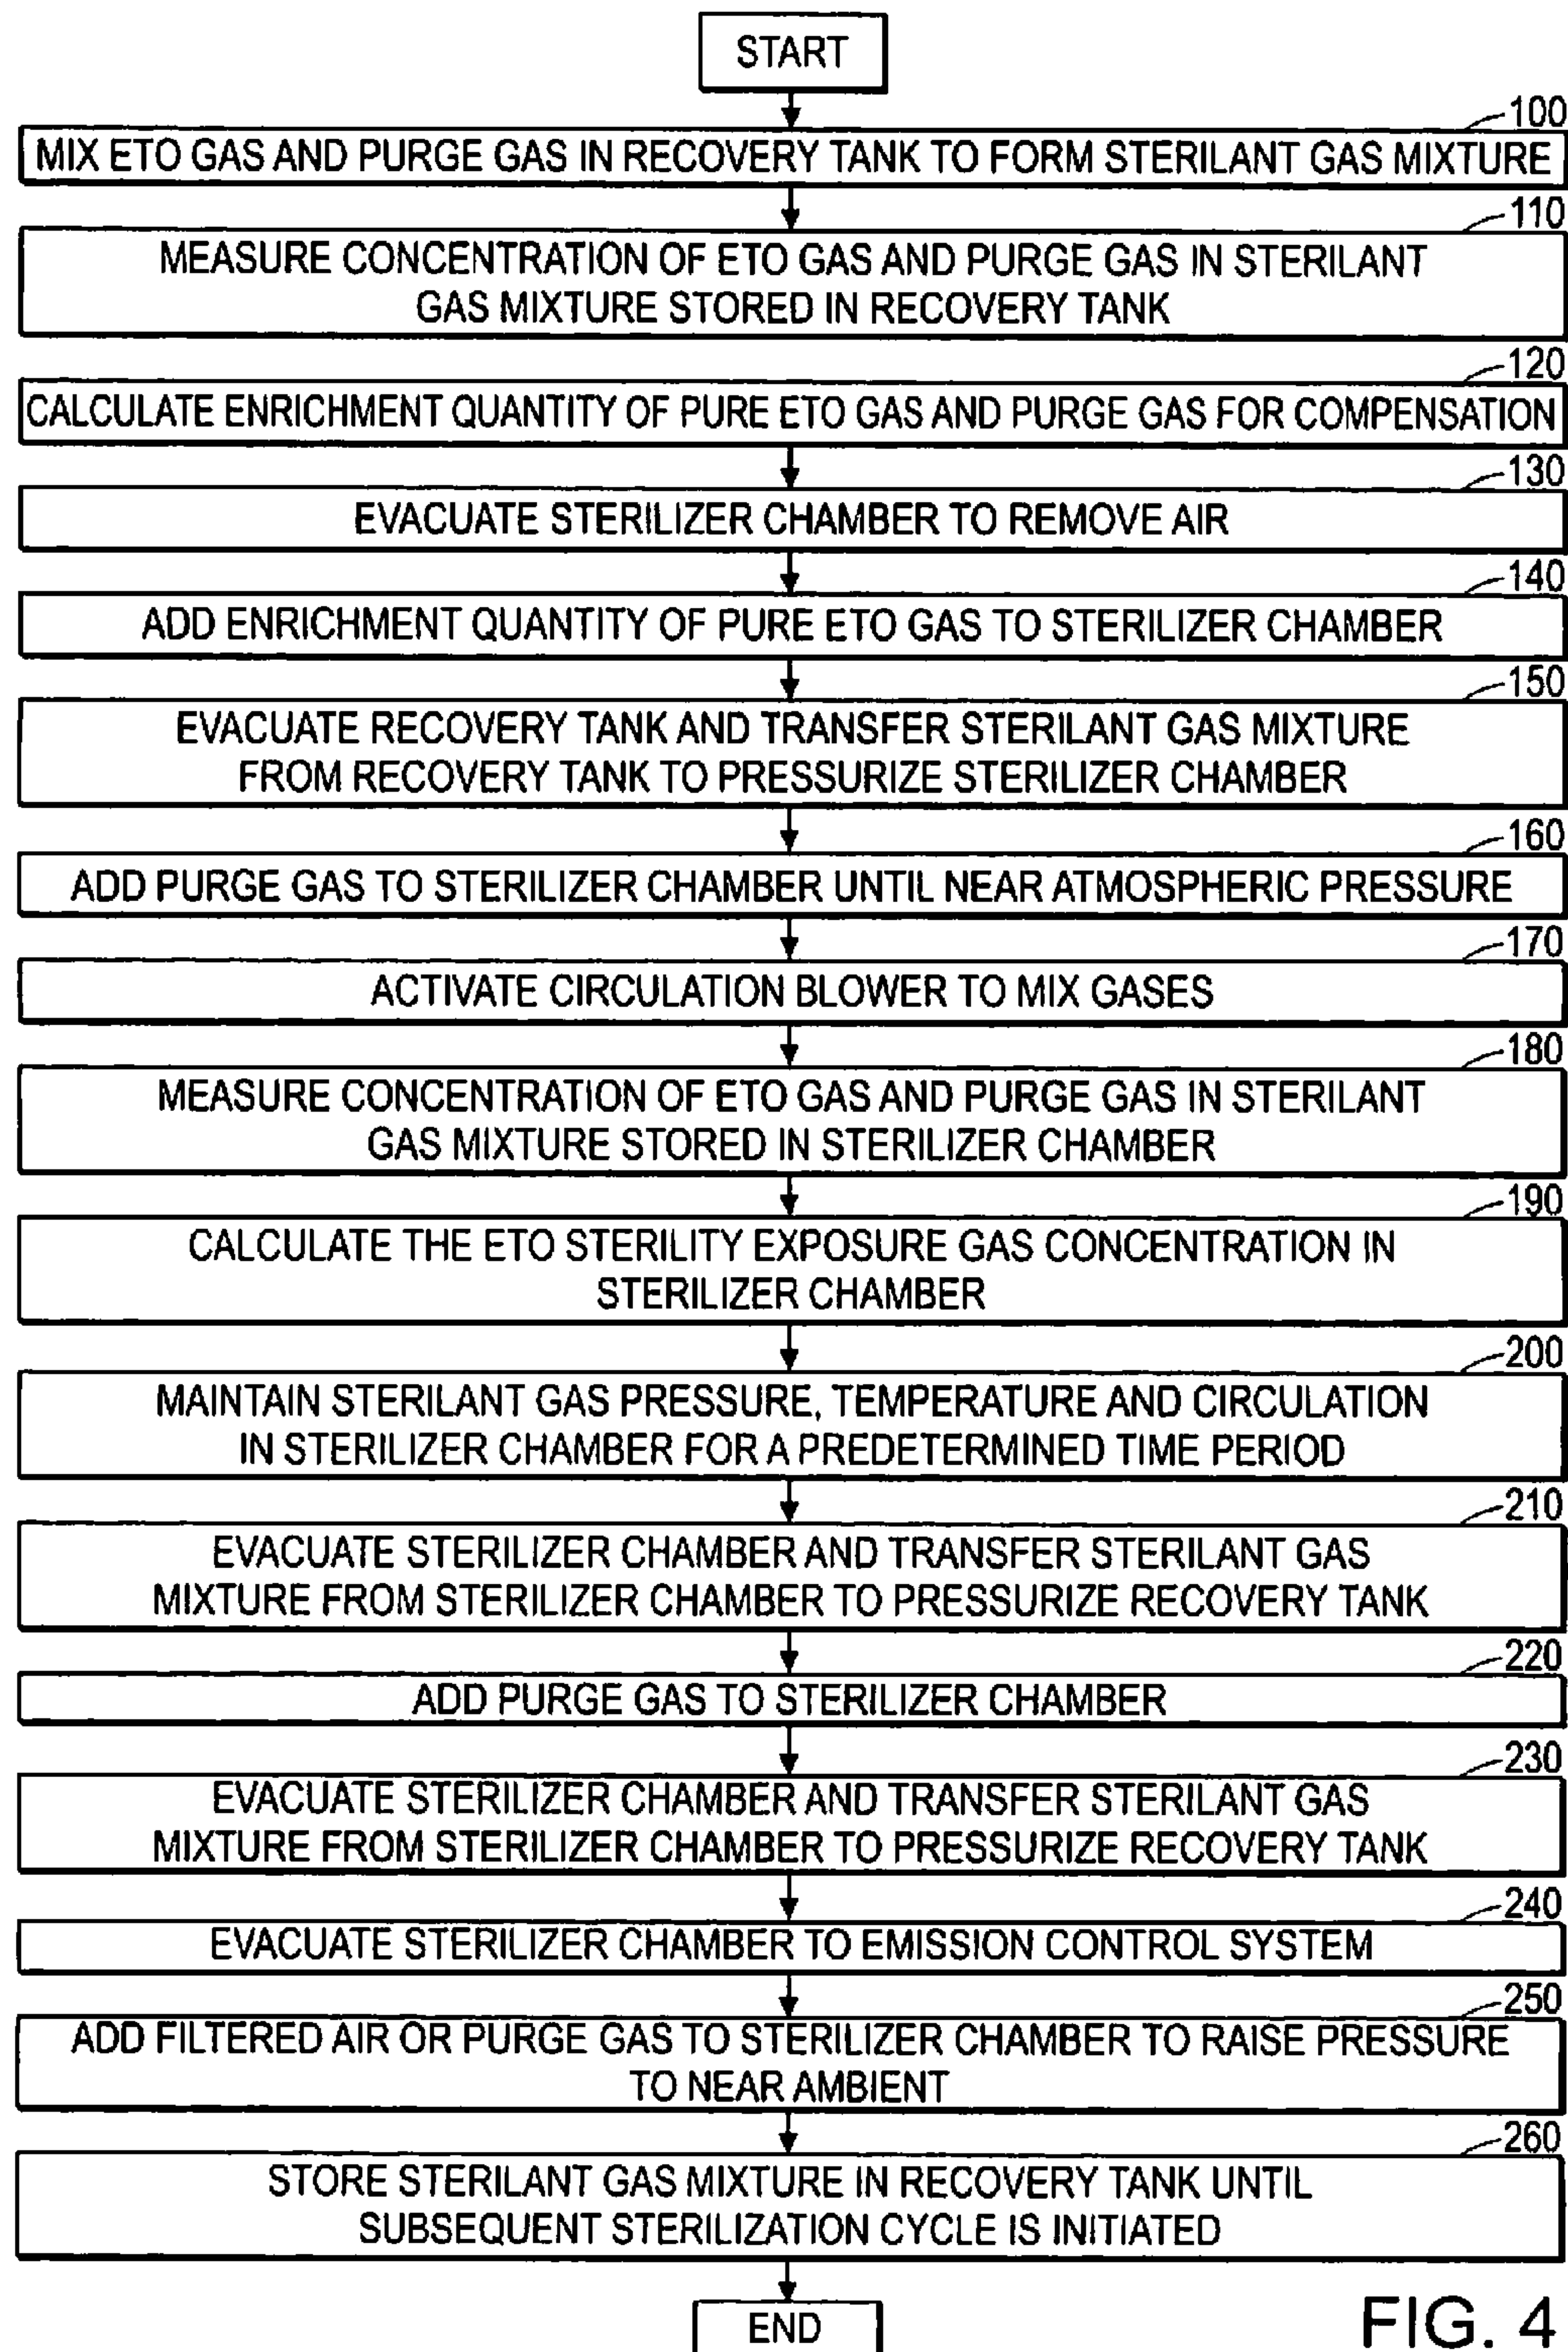 START
100
MIX ETO GAS AND PURGE GAS IN RECOVERY TANK TO FORM STERILANT GAS MIXTURE
110
MEASURE CONCENTRATION OF ETO GAS AND PURGE GAS IN STERILANT
GAS MIXTURE STORED IN RECOVERY TANK
120
CALCULATE ENRICHMENT QUANTITY OF PURE ETO GAS AND PURGE GAS FOR COMPENSATION
130
EVACUATE STERILIZER CHAMBER TO REMOVE AIR
140
ADD ENRICHMENT QUANTITY OF PURE ETO GAS TO STERILIZER CHAMBER
150
EVACUATE RECOVERY TANK AND TRANSFER STERILANT GAS MIXTURE
FROM RECOVERY TANK TO PRESSURIZE STERILIZER CHAMBER
160
ADD PURGE GAS TO STERILIZER CHAMBER UNTIL NEAR ATMOSPHERIC PRESSURE
170
ACTIVATE CIRCULATION BLOWER TO MIX GASES
180
MEASURE CONCENTRATION OF ETO GAS AND PURGE GAS IN STERILANT
GAS MIXTURE STORED IN STERILIZER CHAMBER
190
CALCULATE THE ETO STERILITY EXPOSURE GAS CONCENTRATION IN
STERILIZER CHAMBER
200
MAINTAIN STERILANT GAS PRESSURE, TEMPERATURE AND CIRCULATION
IN STERILIZER CHAMBER FOR A PREDETERMINED TIME PERIOD
210
EVACUATE STERILIZER CHAMBER AND TRANSFER STERILANT GAS
MIXTURE FROM STERILIZER CHAMBER TO PRESSURIZE RECOVERY TANK
220
ADD PURGE GAS TO STERILIZER CHAMBER
230
EVACUATE STERILIZER CHAMBER AND TRANSFER STERILANT GAS
MIXTURE FROM STERILIZER CHAMBER TO PRESSURIZE RECOVERY TANK
240
EVACUATE STERILIZER CHAMBER TO EMISSION CONTROL SYSTEM
250
ADD FILTERED AIR OR PURGE GAS TO STERILIZER CHAMBER TO RAISE PRESSURE
TO NEAR AMBIENT
260
STORE STERILANT GAS MIXTURE IN RECOVERY TANK UNTIL
SUBSEQUENT STERILIZATION CYCLE IS INITIATED
END
FIG. 4